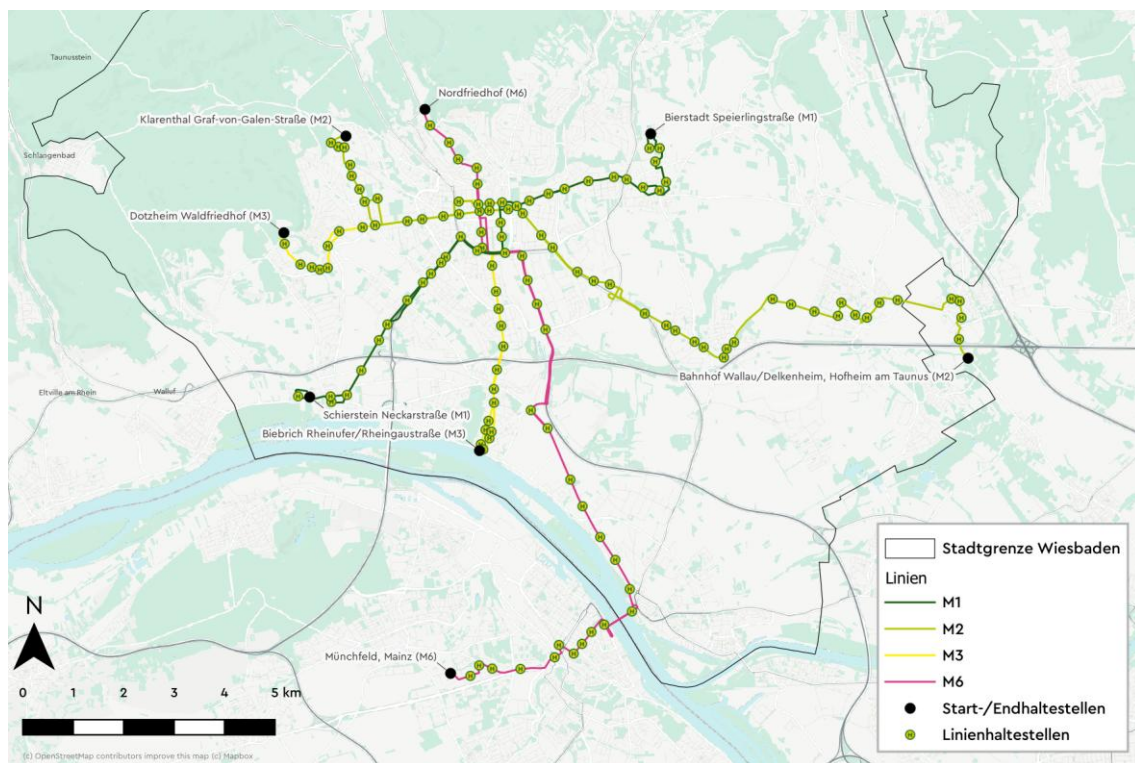 Taunusstein
Nordfriedhof (M6)
Klarenthal Graf-von-Galen-Straße (M2)
Bierstadt Speierlingstraße (M1)
Schlangenbad
Dotzheim Waldfriedhof (M3)
Bahnhof Wallau/Delkenheim, Hofheim am Taunus (M2)
Eltville am Rhein
Walluf
Schierstein Neckarstraße (M1)
Biebrich Rheinufer/Rheingaustraße (M3)
Münchfeld, Mainz (M6)
N
0 1 2 3 4 5 km
(c) OpenStreetMap contributors improve this map (c) Mapbox
Stadtgrenze Wiesbaden
Linien
M1
M2
M3
M6
Start-/Endhaltestellen
H Linienhaltestellen